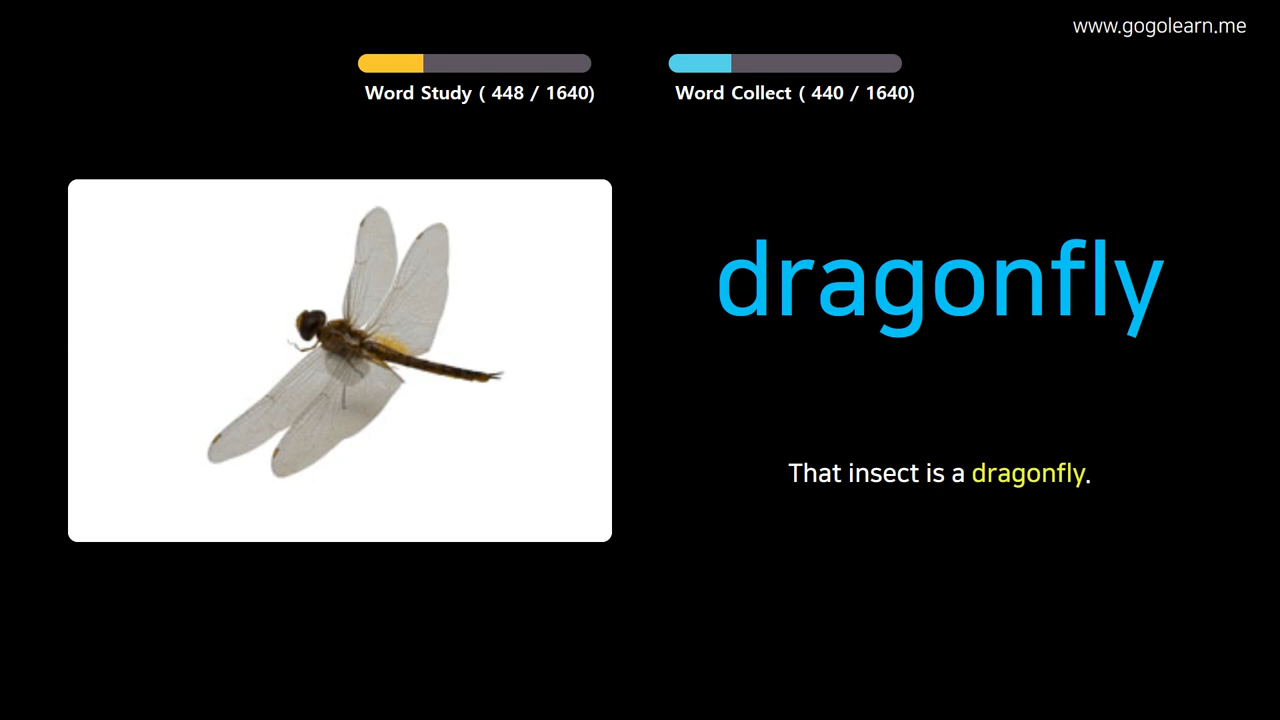 www.gogolearn.me
Word Study ( 448 / 1640)
Word Collect ( 440 / 1640)
dragonfly
That insect is a dragonfly.